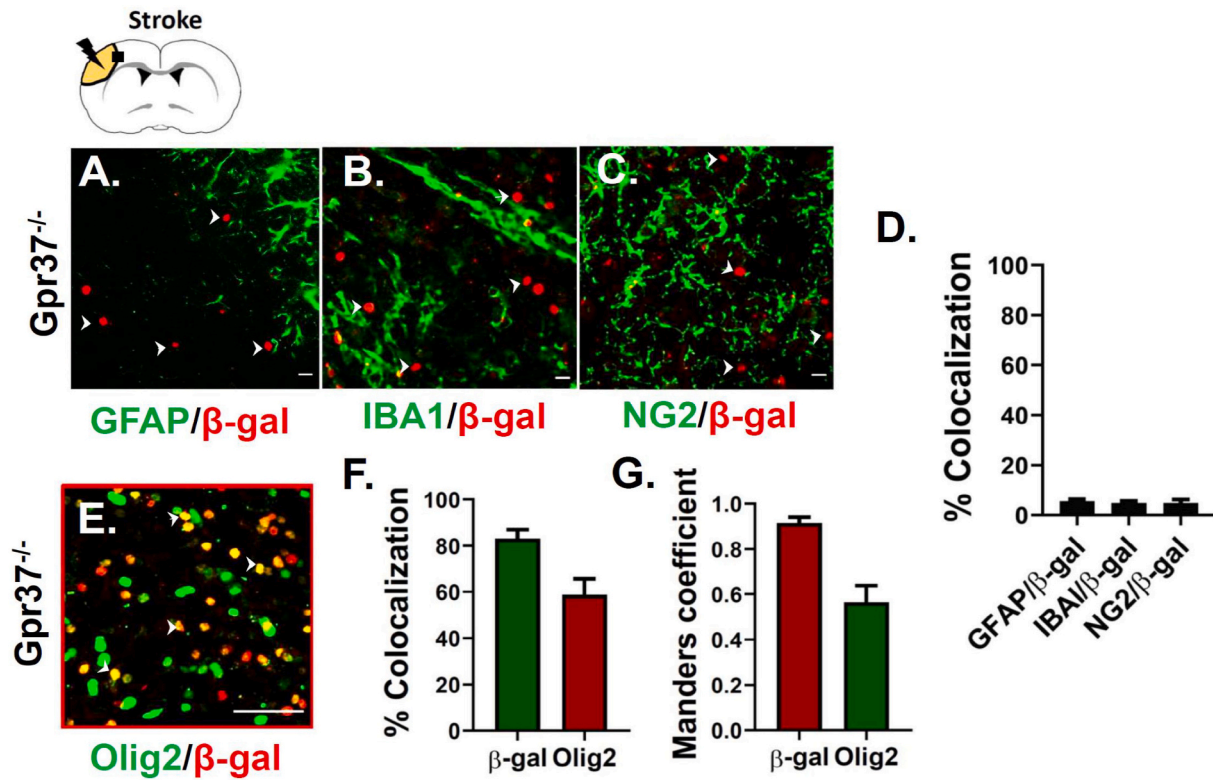 Stroke
A.
B.
C.
Gpr37-/-
GFAP/β-gal
IBA1/β-gal
NG2/β-gal
D.
% Colocalization
100
80
60
40
20
0
GFAP/β-gal
IBAI/β-gal
NG2/β-gal
E.
Gpr37-/-
Olig2/β-gal
F.
% Colocalization
100
80
60
40
20
0
β-gal Olig2
G.
Manders coefficient
1.0
0.8
0.6
0.4
0.2
0.0
β-gal Olig2